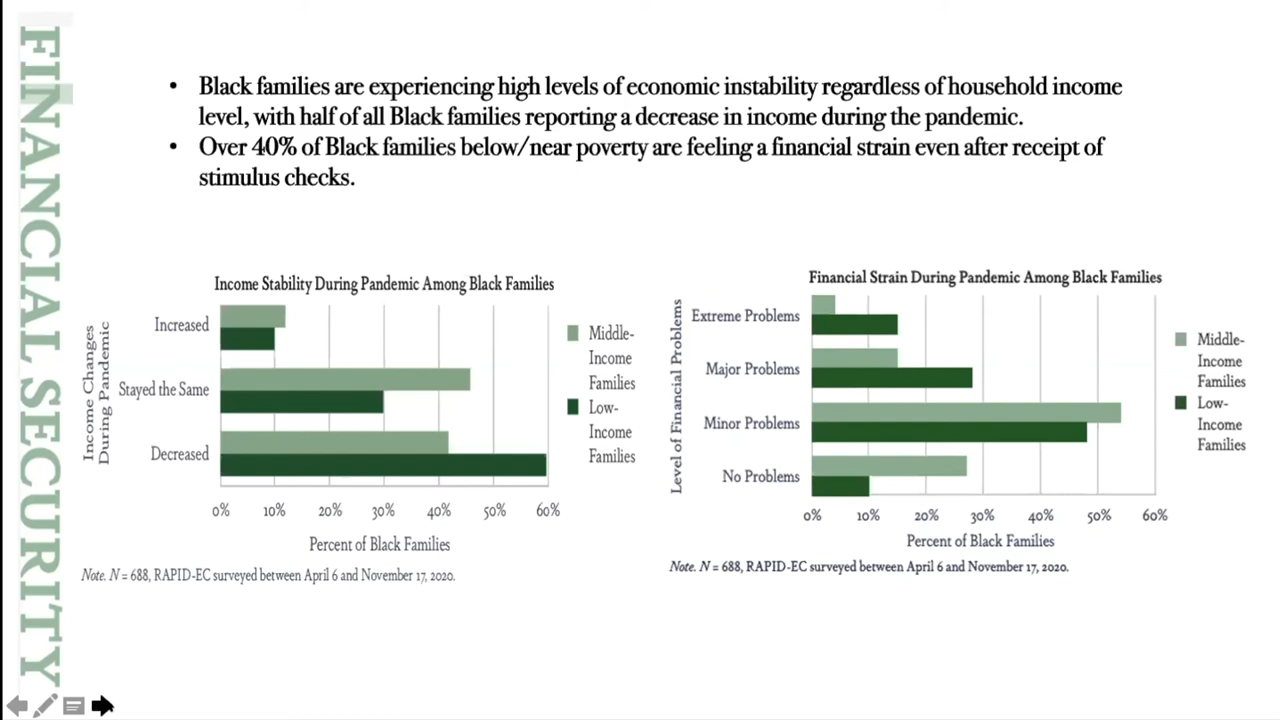 FINANCIAL SECURITY
• Black families are experiencing high levels of economic instability regardless of household income
level, with half of all Black families reporting a decrease in income during the pandemic.
• Over 40% of Black families below/near poverty are feeling a financial strain even after receipt of
stimulus checks.
Income Stability During Pandemic Among Black Families
Income Changes
During Pandemic
Increased
Stayed the Same
Decreased
0% 10% 20% 30% 40% 50% 60%
Percent of Black Families
Middle-
Income
Families
Low-
Income
Families
Note. N = 688, RAPID-EC surveyed between April 6 and November 17, 2020.
Financial Strain During Pandemic Among Black Families
Level of Financial Problems
Extreme Problems
Major Problems
Minor Problems
No Problems
0% 10% 20% 30% 40% 50% 60%
Percent of Black Families
Middle-
Income
Families
Low-
Income
Families
Note. N = 688, RAPID-EC surveyed between April 6 and November 17, 2020.